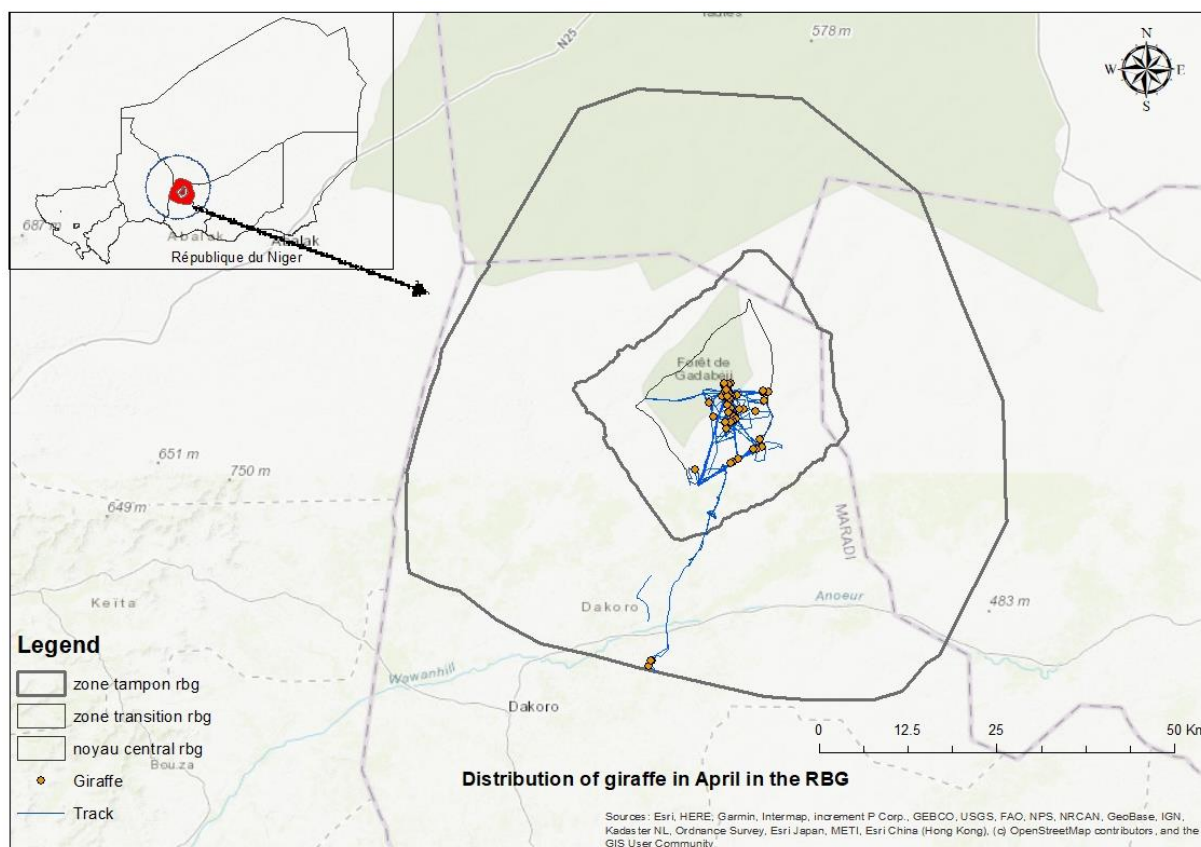 N25
578 m
N
W
E
S
687 m
Abalak
Abalak
République du Niger
Forêt de
Gadabéji
651 m
750 m
649 m
MARADI
Keïta
Dakoro
Anoeur
483 m
Wawanhill
Dakoro
Bouza
Legend
zone tampon rbg
zone transition rbg
noyau central rbg
Giraffe
Track
0 12.5 25 50 Km
Distribution of giraffe in April in the RBG
Sources: Esri, HERE, Garmin, Intermap, increment P Corp., GEBCO, USGS, FAO, NPS, NRCAN, GeoBase, IGN,
Kadaster NL, Ordnance Survey, Esri Japan, METI, Esri China (Hong Kong), (c) OpenStreetMap contributors, and the
GIS User Community